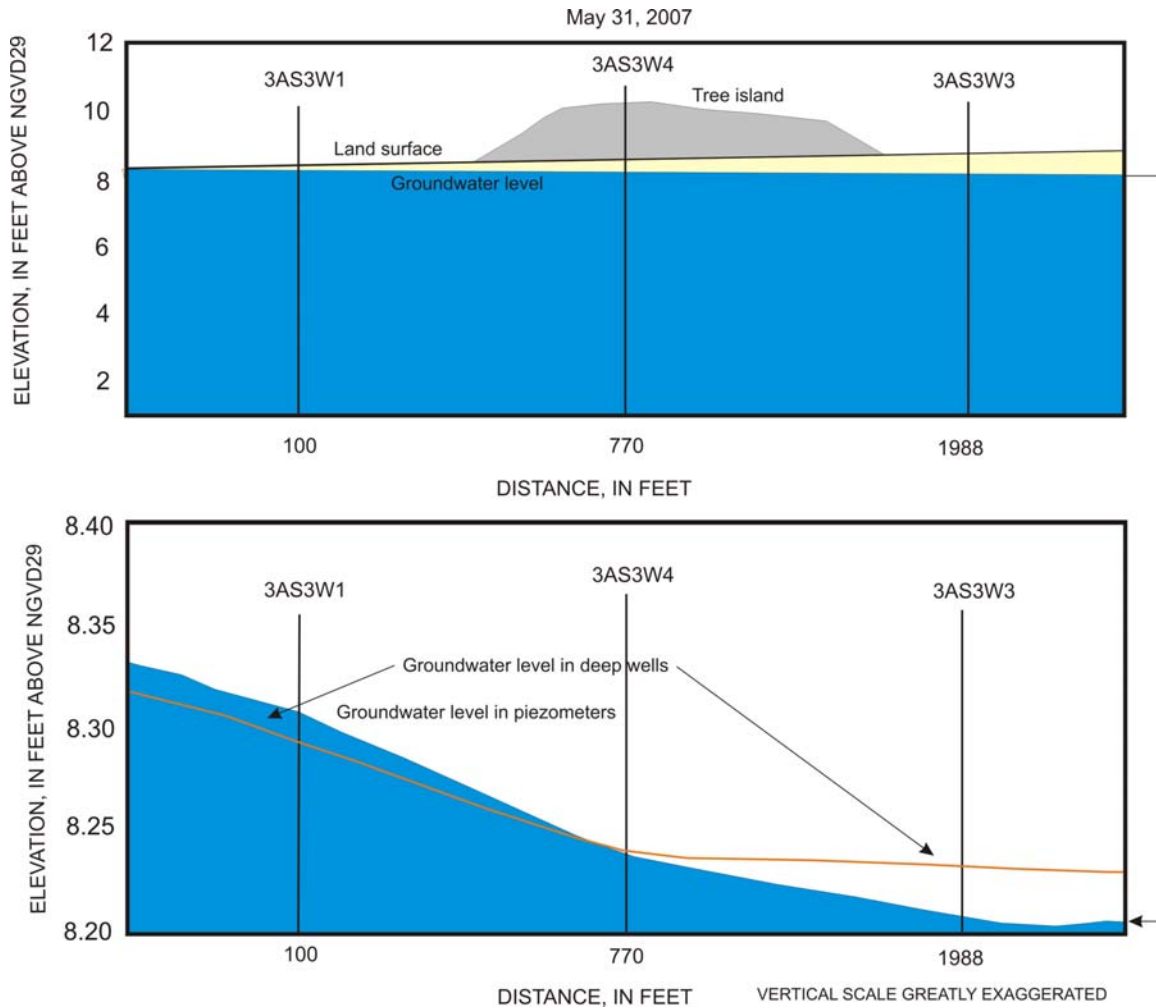 May 31, 2007
ELEVATION, IN FEET ABOVE NGVD29
12
10
8
6
4
2
3AS3W1
3AS3W4
3AS3W3
Tree island
Land surface
Groundwater level
100
770
1988
DISTANCE, IN FEET
ELEVATION, IN FEET ABOVE NGVD29
8.40
8.35
8.30
8.25
8.20
3AS3W1
3AS3W4
3AS3W3
Groundwater level in deep wells
Groundwater level in piezometers
100
770
1988
DISTANCE, IN FEET
VERTICAL SCALE GREATLY EXAGGERATED